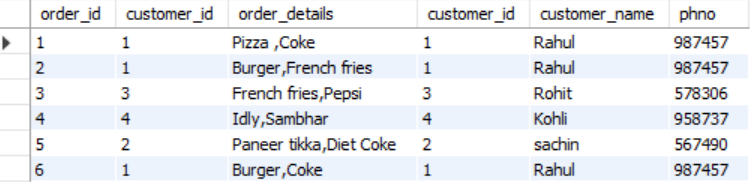 order_id customer_id order_details customer_id customer_name phno
1 1 Pizza ,Coke 1 Rahul 987457
2 1 Burger,French fries 1 Rahul 987457
3 3 French fries,Pepsi 3 Rohit 578306
4 4 Idly,Sambhar 4 Kohli 958737
5 2 Paneer tikka,Diet Coke 2 sachin 567490
6 1 Burger,Coke 1 Rahul 987457